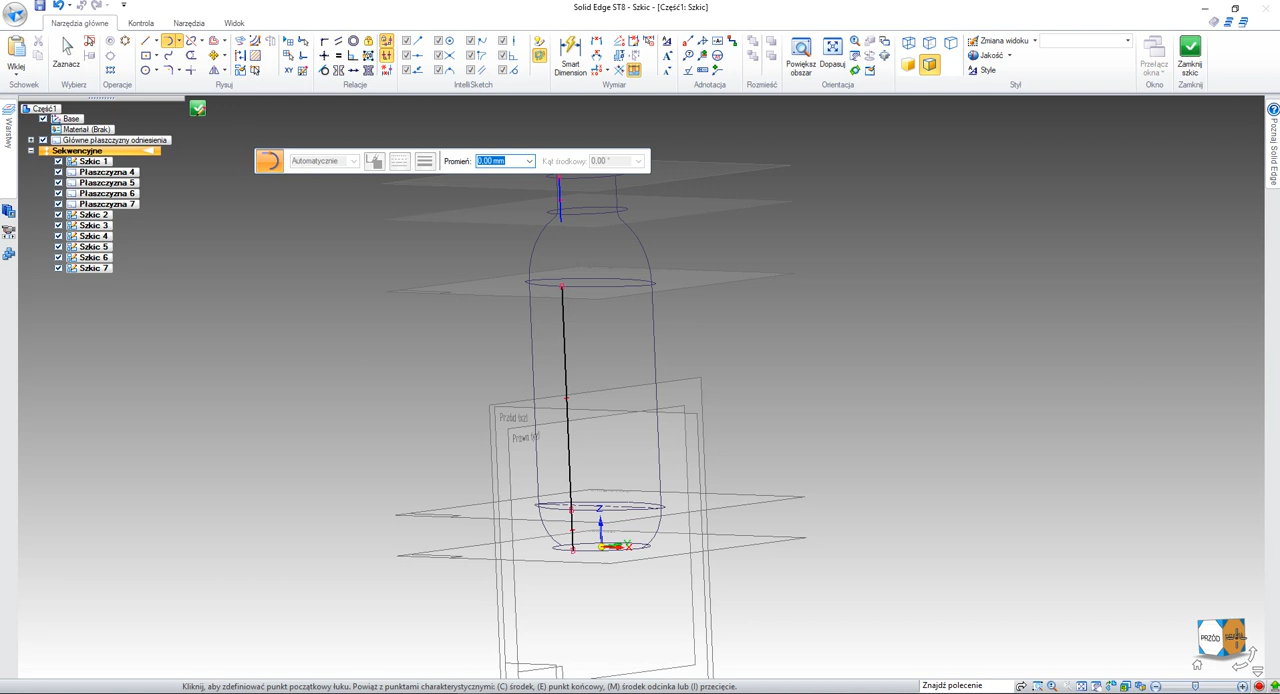 Solid Edge ST8 - Szkic - [Część1: Szkic]
Narzędzia główne
Kontrola
Narzędzia
Widok
Wklej
Schowek
Zaznacz
Wybierz
Operacje
Rysuj
Relacje
IntelliSketch
Smart
Dimension
Wymiar
Adnotacja
Rozmieść
Powiększ
obszar
Dopasuj
Orientacja
Zmiana widoku
Jakość
Style
Styl
Przełącz
okna
Okno
Zamknij
szkic
Zamknij
Warstwy
Część1
Base
Materiał (Brak)
Główne płaszczyzny odniesienia
Sekwencyjne
Szkic 1
Płaszczyzna 4
Płaszczyzna 5
Płaszczyzna 6
Płaszczyzna 7
Szkic 2
Szkic 3
Szkic 4
Szkic 5
Szkic 6
Szkic 7
Automatycznie
Promień:
0,00 mm
Kąt środkowy:
0,00 °
Poznaj Solid Edge
Z
Y
X
PRZÓD
Kliknij, aby zdefiniować punkt początkowy łuku. Powiąż z punktami charakterystycznymi: (C) środek, (E) punkt końcowy, (M) środek odcinka lub (I) przecięcie.
Znajdź polecenie